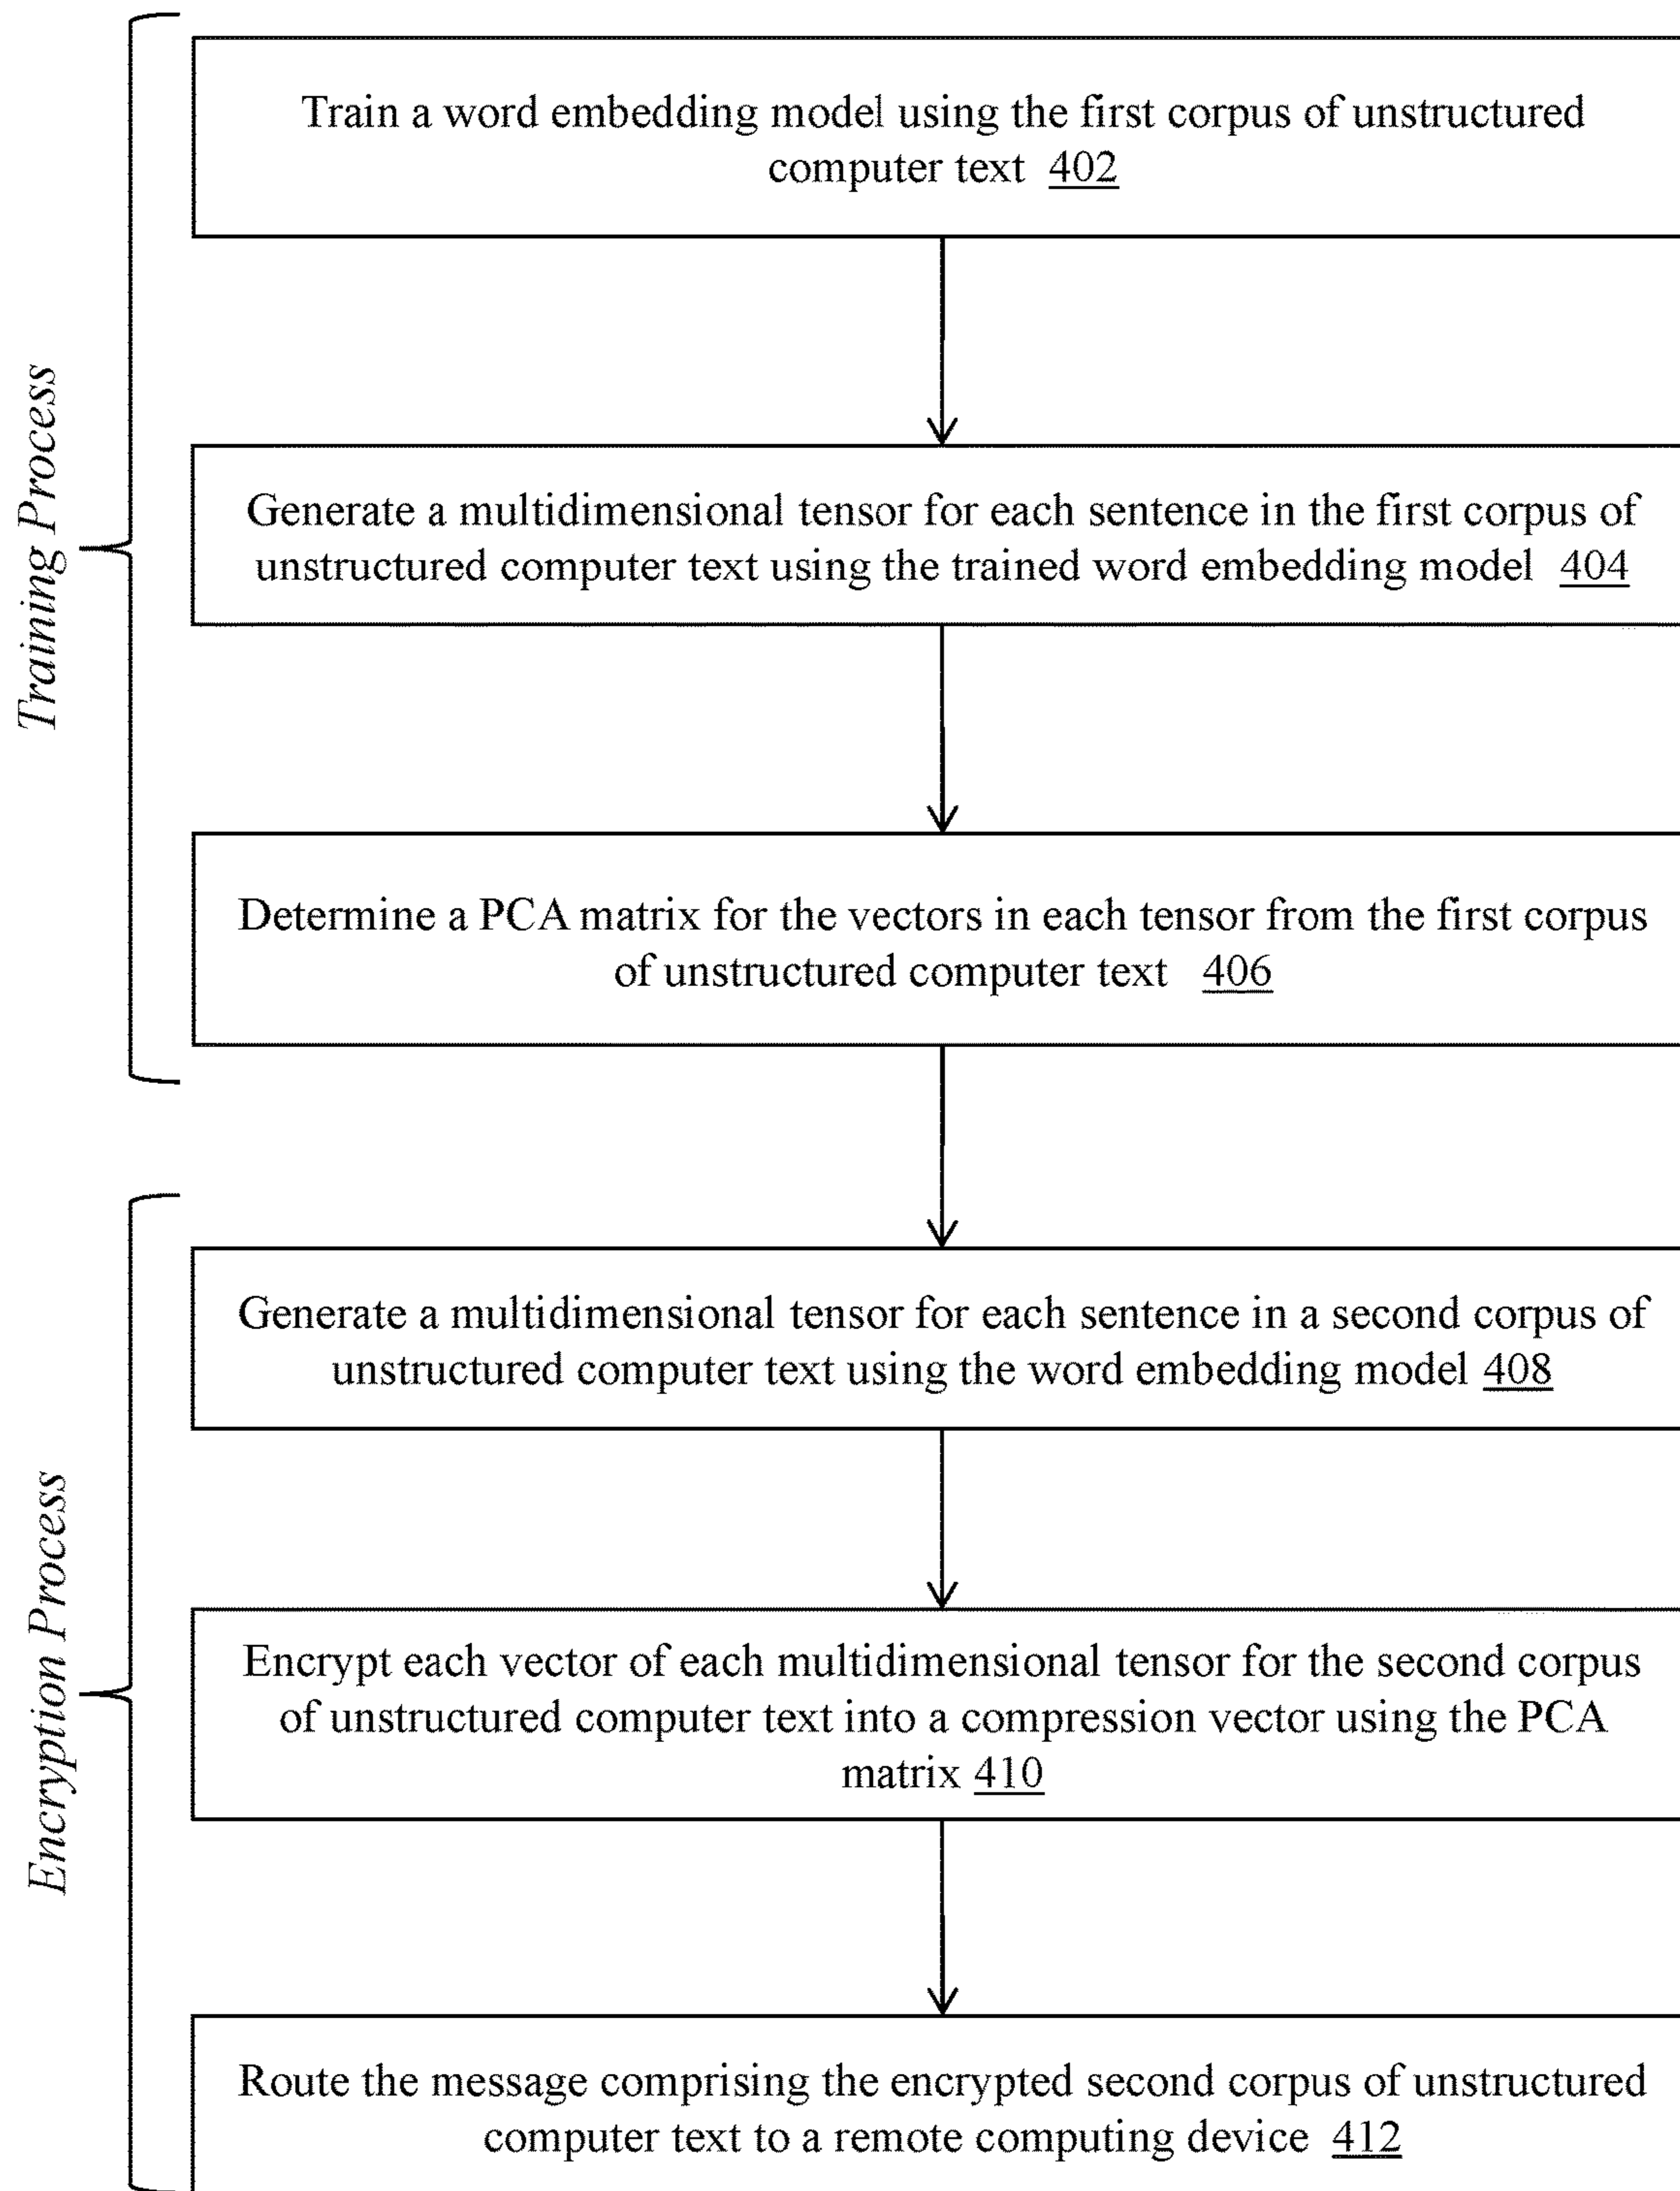 Training Process
Train a word embedding model using the first corpus of unstructured
computer text 402
Generate a multidimensional tensor for each sentence in the first corpus of
unstructured computer text using the trained word embedding model 404
Determine a PCA matrix for the vectors in each tensor from the first corpus
of unstructured computer text 406
Encryption Process
Generate a multidimensional tensor for each sentence in a second corpus of
unstructured computer text using the word embedding model 408
Encrypt each vector of each multidimensional tensor for the second corpus
of unstructured computer text into a compression vector using the PCA
matrix 410
Route the message comprising the encrypted second corpus of unstructured
computer text to a remote computing device 412